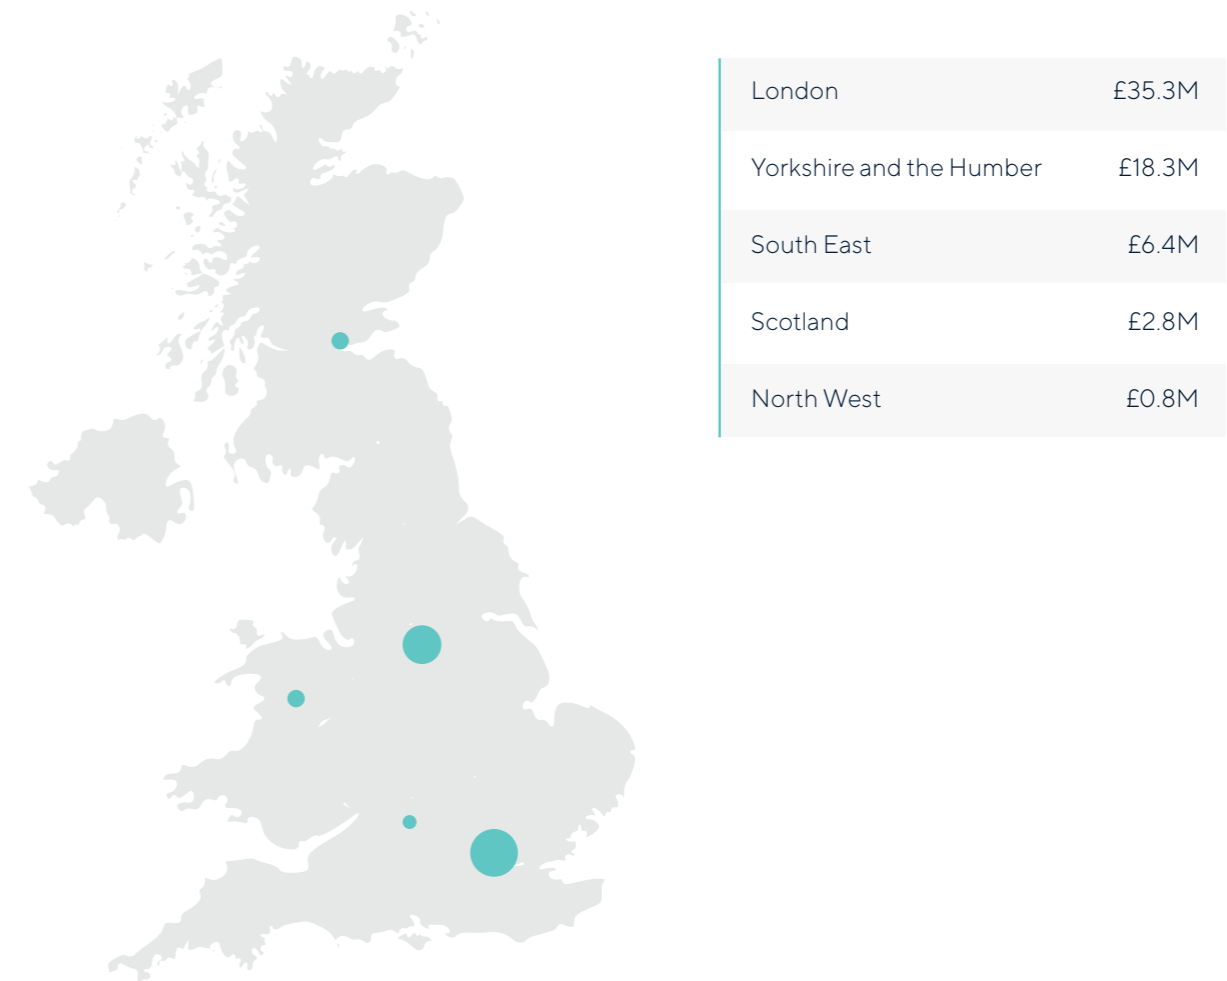 London £35.3M
Yorkshire and the Humber £18.3M
South East £6.4M
Scotland £2.8M
North West £0.8M